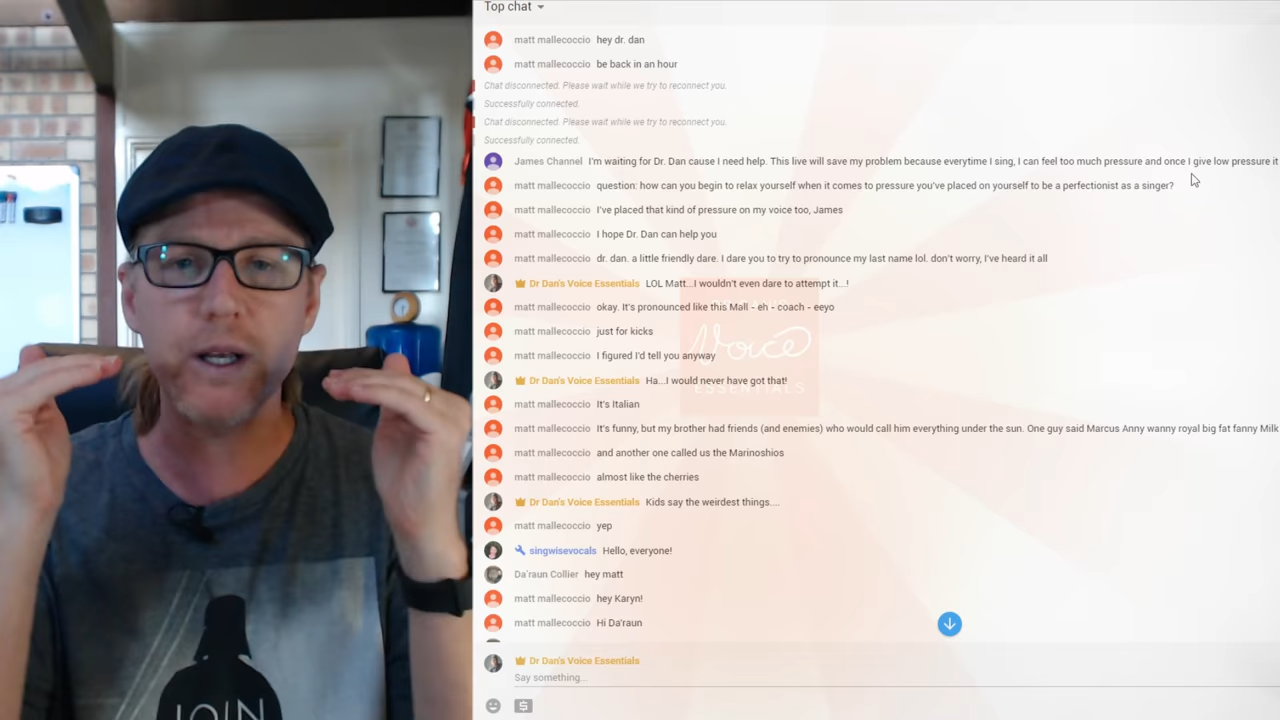 Top chat
matt mallecoccio hey dr. dan
matt mallecoccio be back in an hour
Chat disconnected. Please wait while we try to reconnect you.
Successfully connected.
Chat disconnected. Please wait while we try to reconnect you.
Successfully connected.
James Channel I'm waiting for Dr. Dan cause I need help. This live will save my problem because everytime I sing, I can feel too much pressure and once I give low pressure it
matt mallecoccio question: how can you begin to relax yourself when it comes to pressure you've placed on yourself to be a perfectionist as a singer?
matt mallecoccio I've placed that kind of pressure on my voice too, James
matt mallecoccio I hope Dr. Dan can help you
matt mallecoccio dr. dan. a little friendly dare. I dare you to try to pronounce my last name lol. don't worry, I've heard it all
Dr Dan's Voice Essentials LOL Matt...I wouldn't even dare to attempt it...!
matt mallecoccio okay. It's pronounced like this Mall - eh - coach - eeyo
matt mallecoccio just for kicks
matt mallecoccio I figured I'd tell you anyway
Dr Dan's Voice Essentials Ha...I would never have got that!
matt mallecoccio It's Italian
matt mallecoccio It's funny, but my brother had friends (and enemies) who would call him everything under the sun. One guy said Marcus Anny wanny royal big fat fanny Milk
matt mallecoccio and another one called us the Marinoshios
matt mallecoccio almost like the cherries
Dr Dan's Voice Essentials Kids say the weirdest things....
matt mallecoccio yep
singwisevocals Hello, everyone!
Da'raun Collier hey matt
matt mallecoccio hey Karyn!
matt mallecoccio Hi Da'raun
Dr Dan's Voice Essentials
Say something...
Voice
ESSENTIALS
JOIN